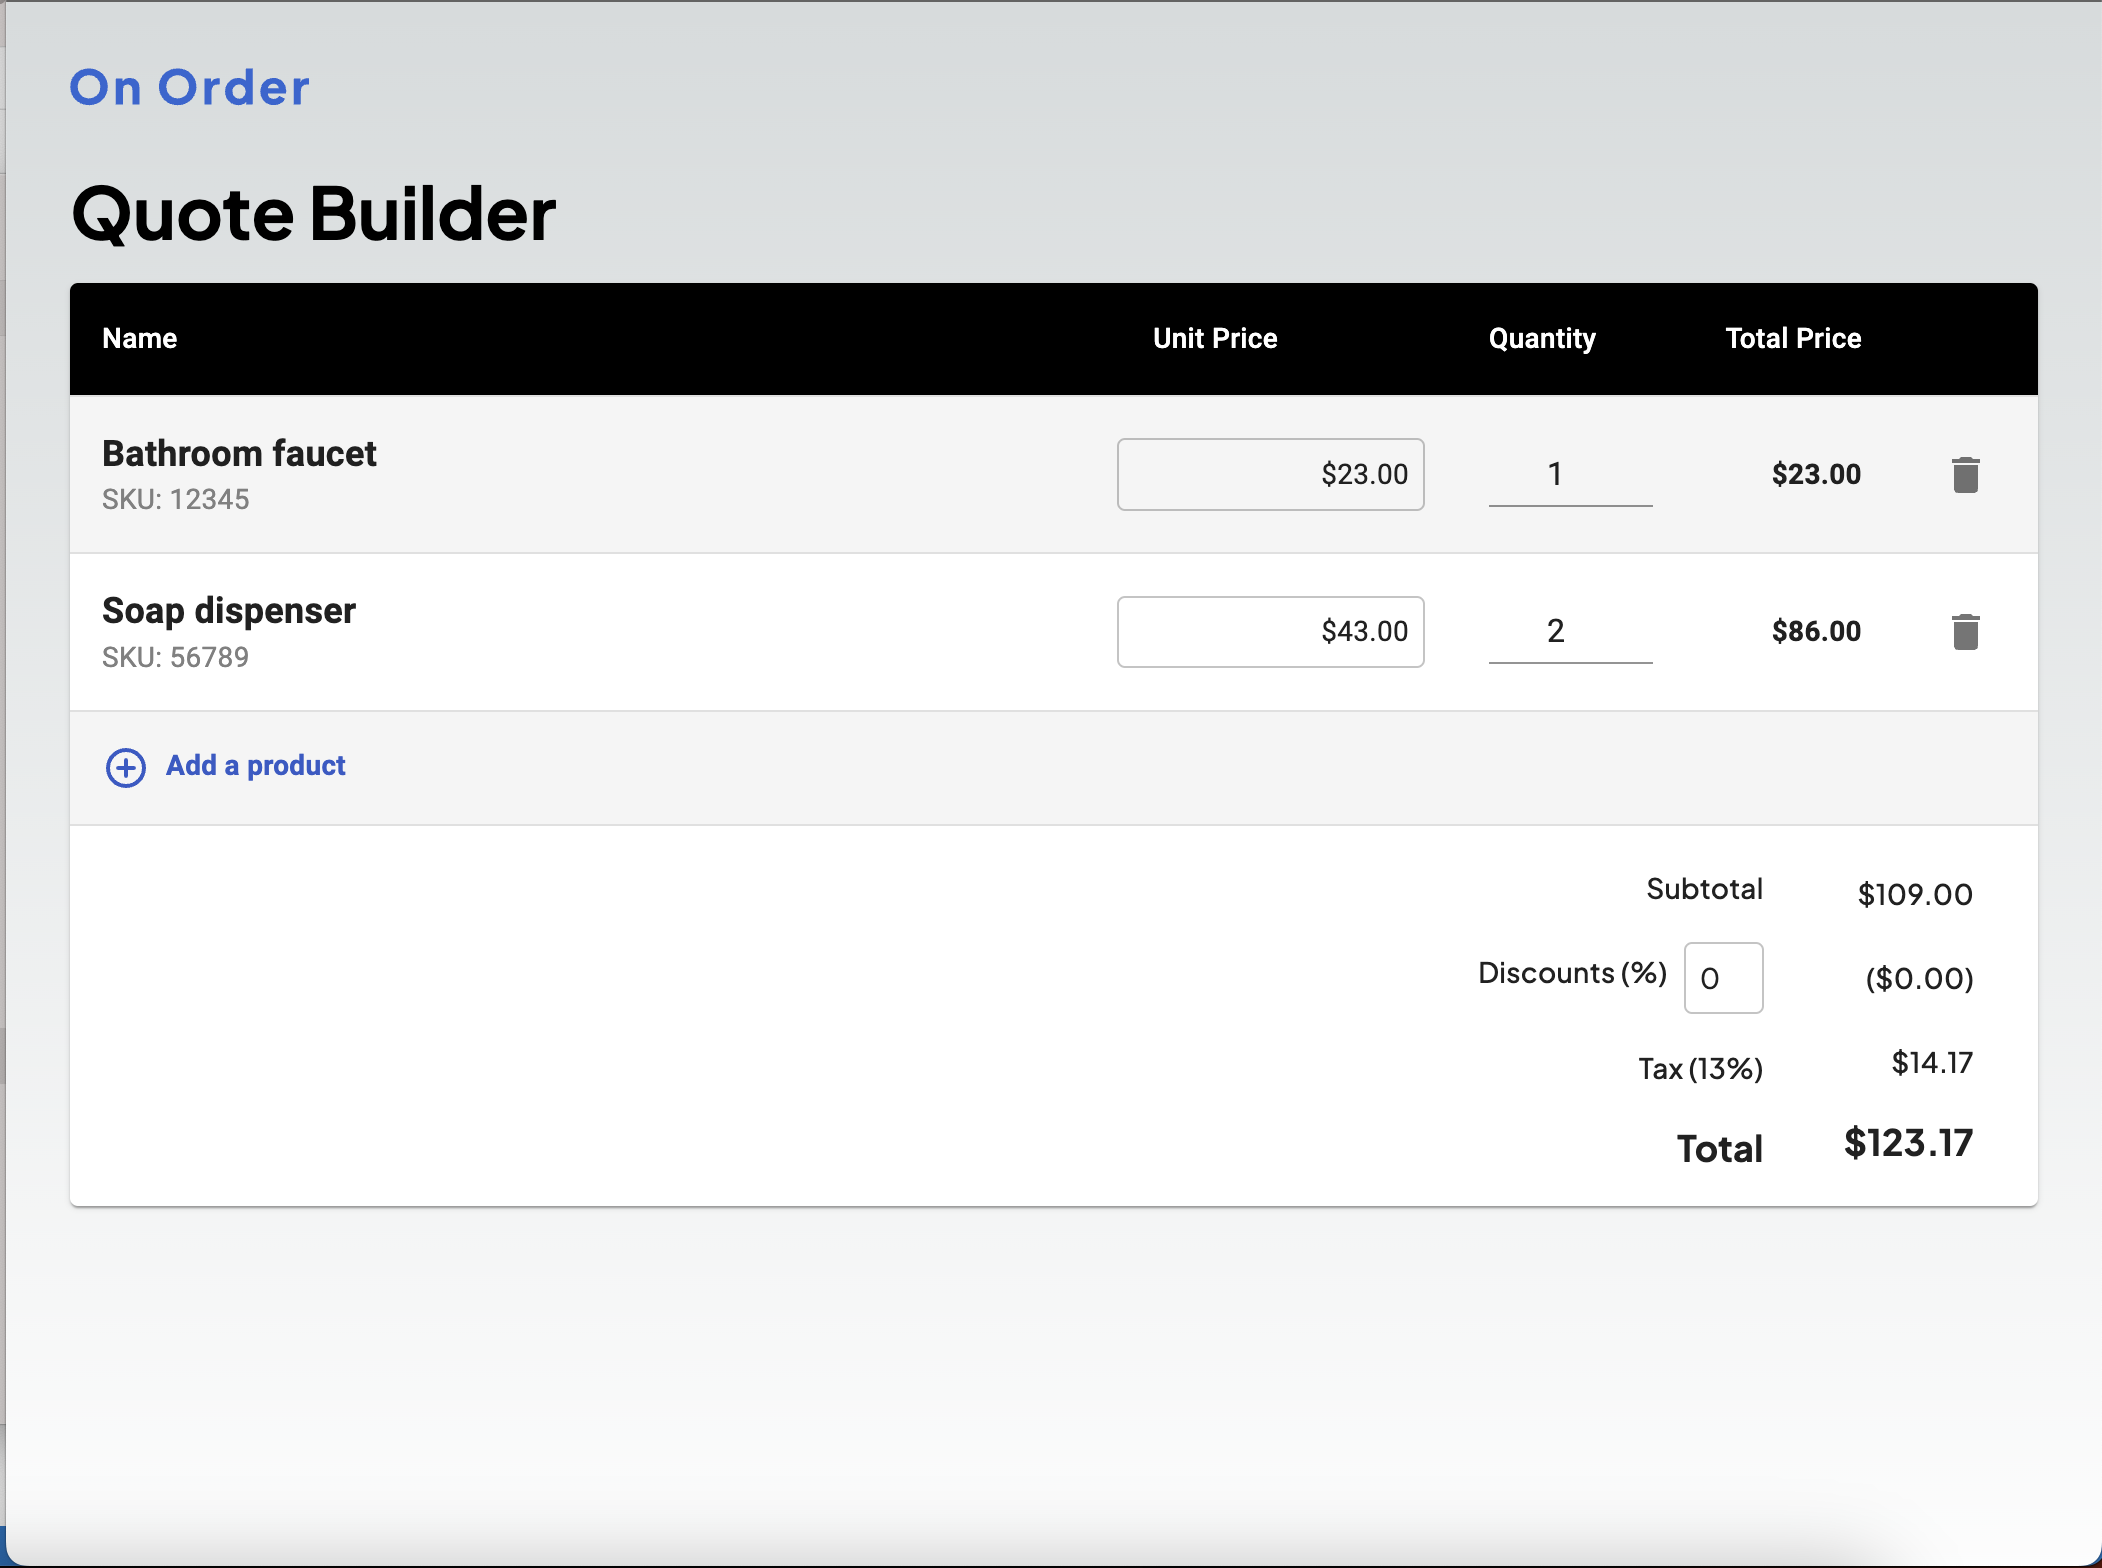 On Order
Quote Builder
Name Unit Price Quantity Total Price
Bathroom faucet
SKU: 12345
$23.00 1 $23.00
Soap dispenser
SKU: 56789
$43.00 2 $86.00
Add a product
Subtotal $109.00
Discounts (%) 0 ($0.00)
Tax (13%) $14.17
Total $123.17